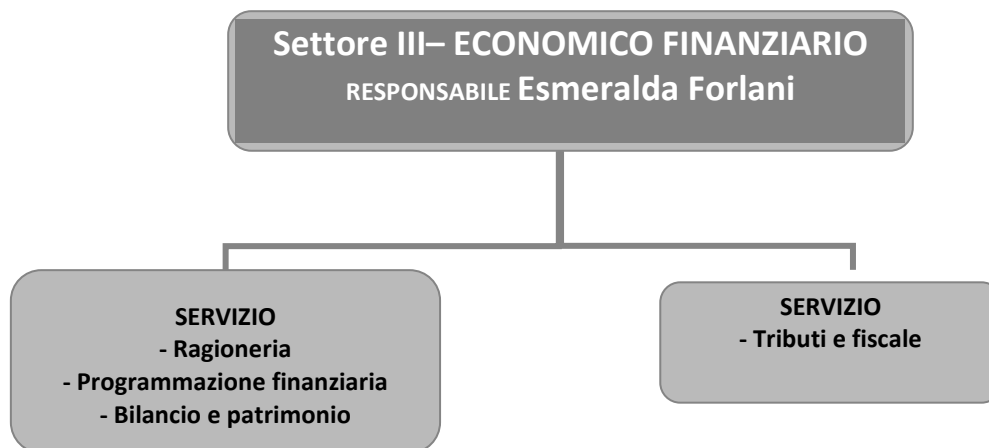 Settore III– ECONOMICO FINANZIARIO
RESPONSABILE Esmeralda Forlani
SERVIZIO
- Ragioneria
- Programmazione finanziaria
- Bilancio e patrimonio
SERVIZIO
- Tributi e fiscale